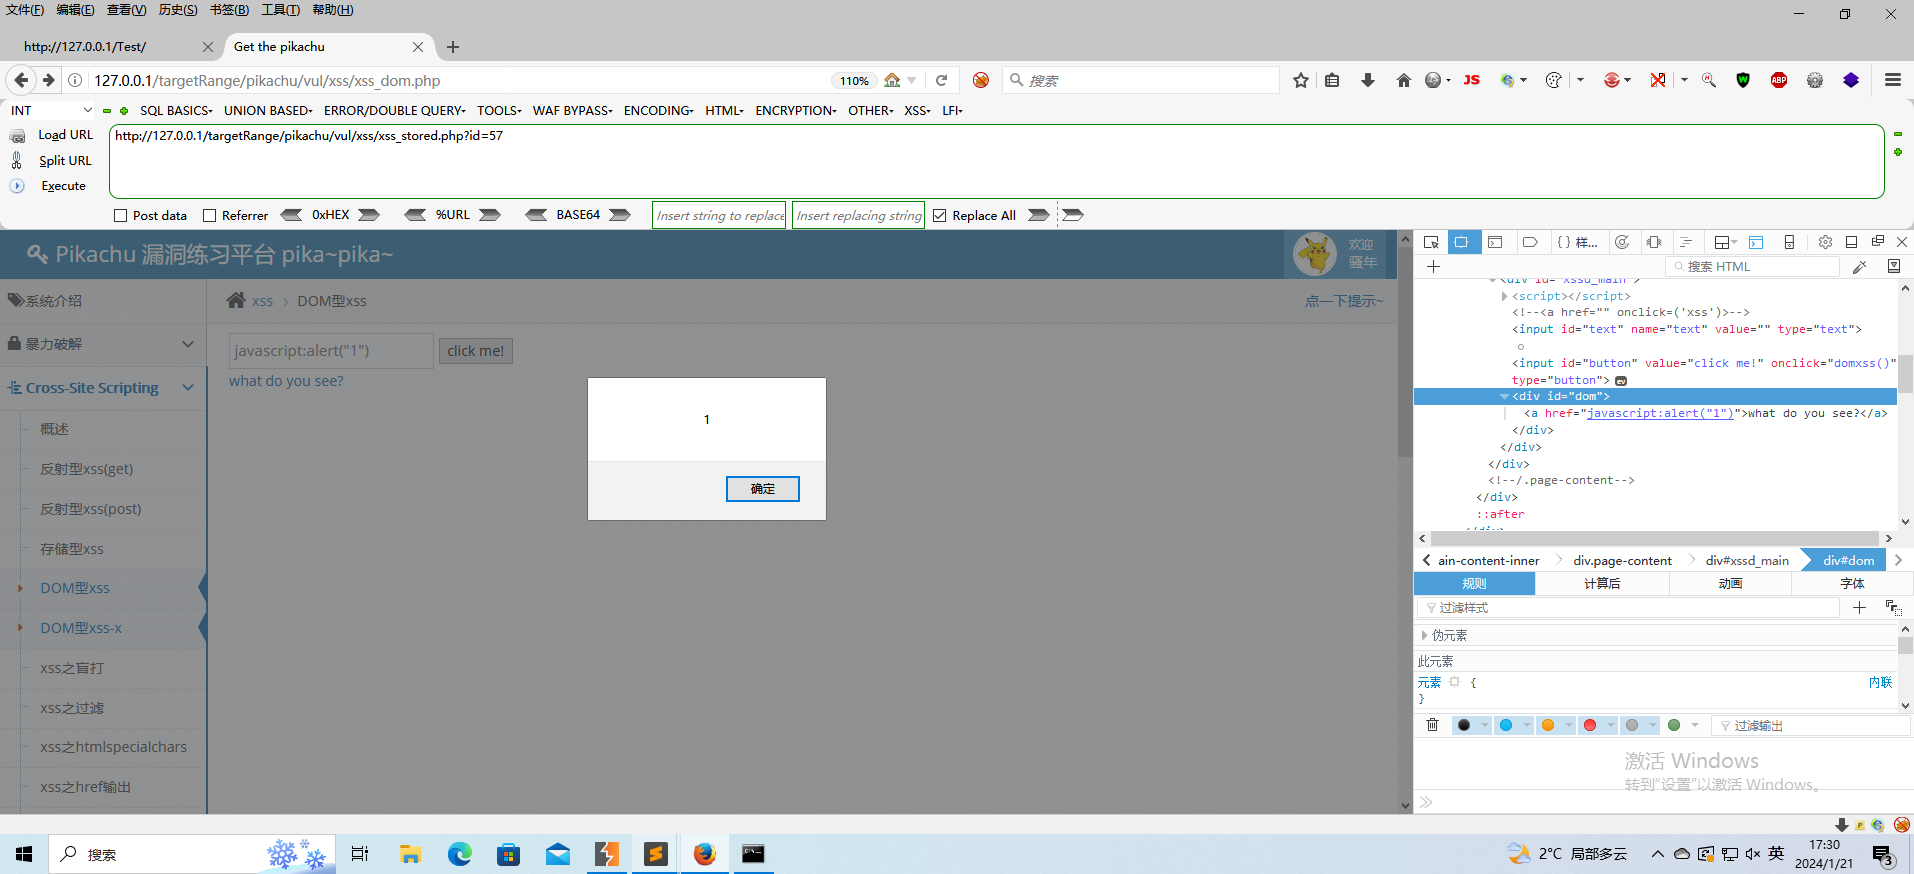 文件(F) 编辑(E) 查看(V) 历史(S) 书签(B) 工具(T) 帮助(H)
http://127.0.0.1/Test/
Get the pikachu
127.0.0.1/targetRange/pikachu/vul/xss/xss_dom.php
110%
搜索
JS
ABP
INT
SQL BASICS UNION BASED ERROR/DOUBLE QUERY TOOLS WAF BYPASS ENCODING HTML ENCRYPTION OTHER XSS LFI
Load URL
http://127.0.0.1/targetRange/pikachu/vul/xss/xss_stored.php?id=57
Split URL
Execute
Post data Referrer 0xHEX %URL BASE64 Insert string to replace Insert replacing string Replace All
Pikachu 漏洞练习平台 pika~pika~
欢迎
骚年
系统介绍
暴力破解
Cross-Site Scripting
概述
反射型xss(get)
反射型xss(post)
存储型xss
DOM型xss
DOM型xss-x
xss之盲打
xss之过滤
xss之htmlspecialchars
xss之href输出
xss DOM型xss
点一下提示~
javascript:alert("1")
click me!
what do you see?
1
确定
{ } 样...
搜索 HTML
<div id="xssd_main">
<script></script>
<!--<a href="" onclick=('xss')>-->
<input id="text" name="text" value="" type="text">
<input id="button" value="click me!" onclick="domxss()"
type="button"> ev
<div id="dom">
<a href="javascript:alert("1")">what do you see?</a>
</div>
</div>
</div>
<!--/.page-content-->
</div>
::after
</div>
ain-content-inner div.page-content div#xssd_main div#dom
规则 计算后 动画 字体
过滤样式
伪元素
此元素
元素 {
内联
}
过滤输出
激活 Windows
转到"设置"以激活 Windows。
搜索
2°C 局部多云
英
17:30
2024/1/21
3